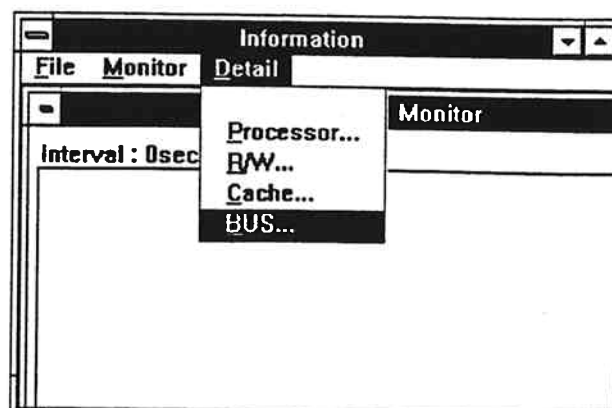 Information
File Monitor Detail
Monitor
Processor...
Interval : 0sec
R/W...
Cache...
BUS...